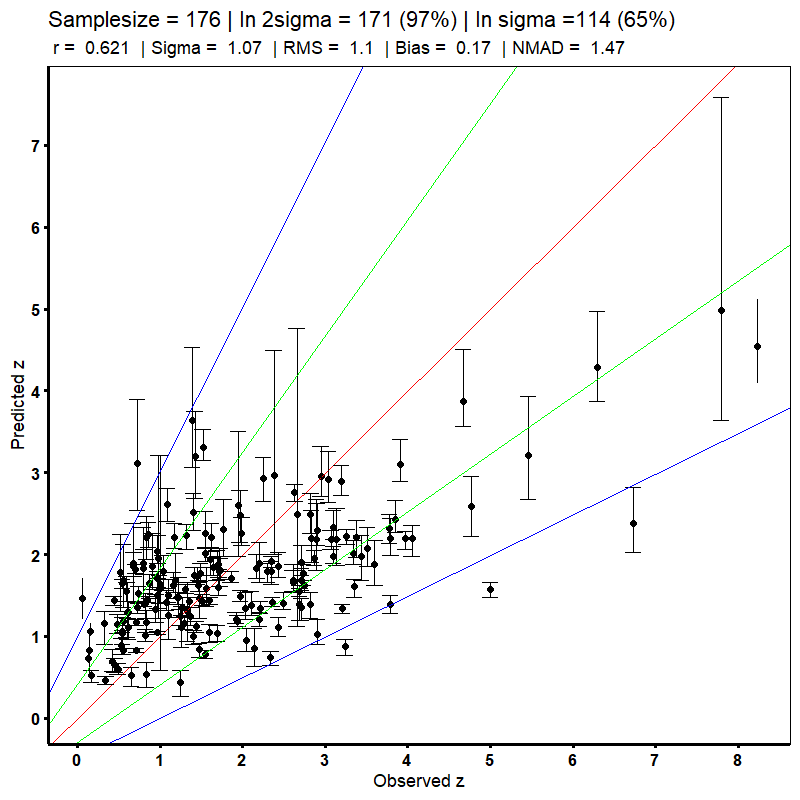 Samplesize = 176 | In 2sigma = 171 (97%) | In sigma =114 (65%)
r = 0.621 | Sigma = 1.07 | RMS = 1.1 | Bias = 0.17 | NMAD = 1.47
Predicted z
7
6
5
4
3
2
1
0
0 1 2 3 4 5 6 7 8
Observed z